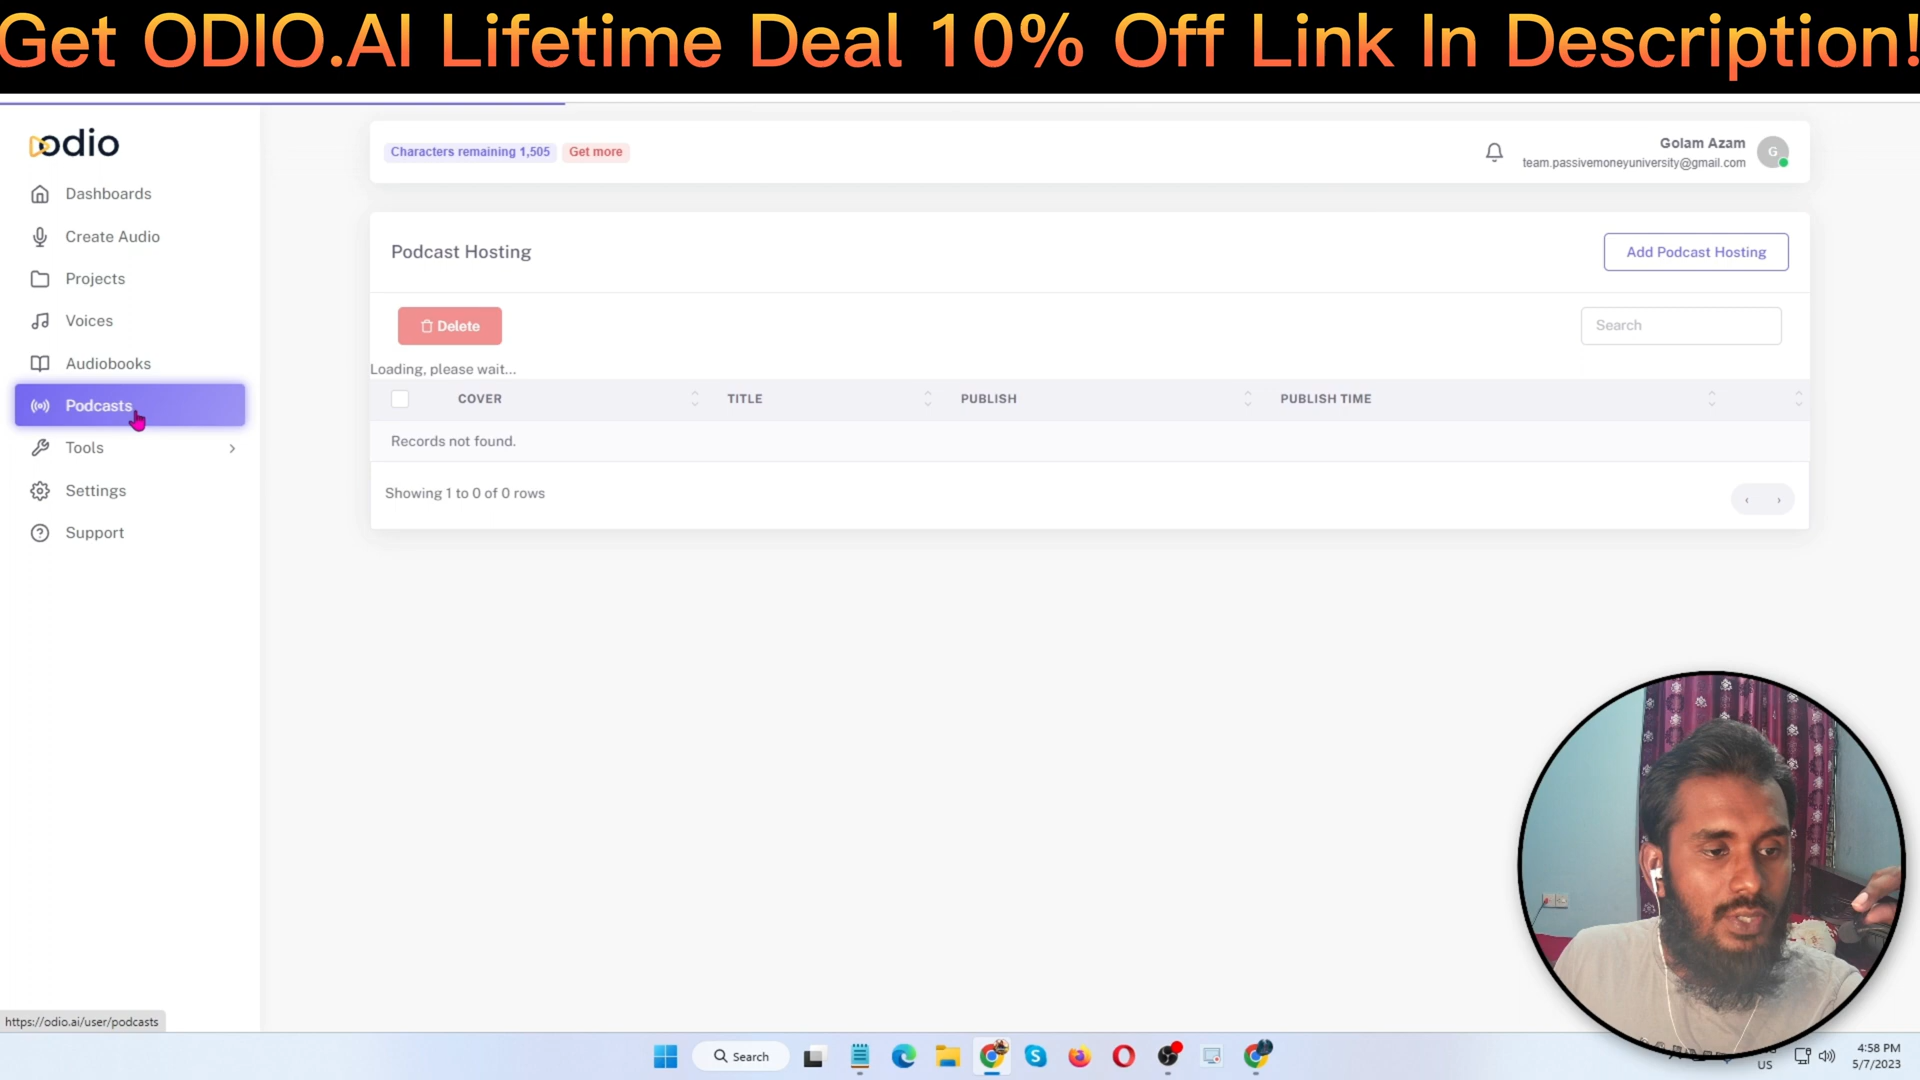 Get ODIO.AI Lifetime Deal 10% Off Link In Description!
odio
Dashboards
Create Audio
Projects
Voices
Audiobooks
Podcasts
Tools
Settings
Support
Characters remaining 1,505
Get more
Golam Azam
team.passivemoneyuniversity@gmail.com
G
Podcast Hosting
Add Podcast Hosting
Delete
Search
Loading, please wait...
COVER
TITLE
PUBLISH
PUBLISH TIME
Records not found.
Showing 1 to 0 of 0 rows
https://odio.ai/user/podcasts
Search
US
4:58 PM
5/7/2023